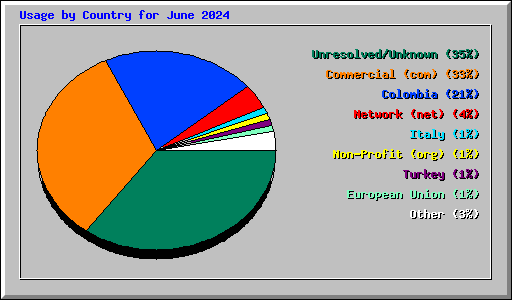 Usage by Country for June 2024
Unresolved/Unknown (35%)
Commercial (com) (33%)
Colombia (21%)
Network (net) (4%)
Italy (1%)
Non-Profit (org) (1%)
Turkey (1%)
European Union (1%)
Other (3%)